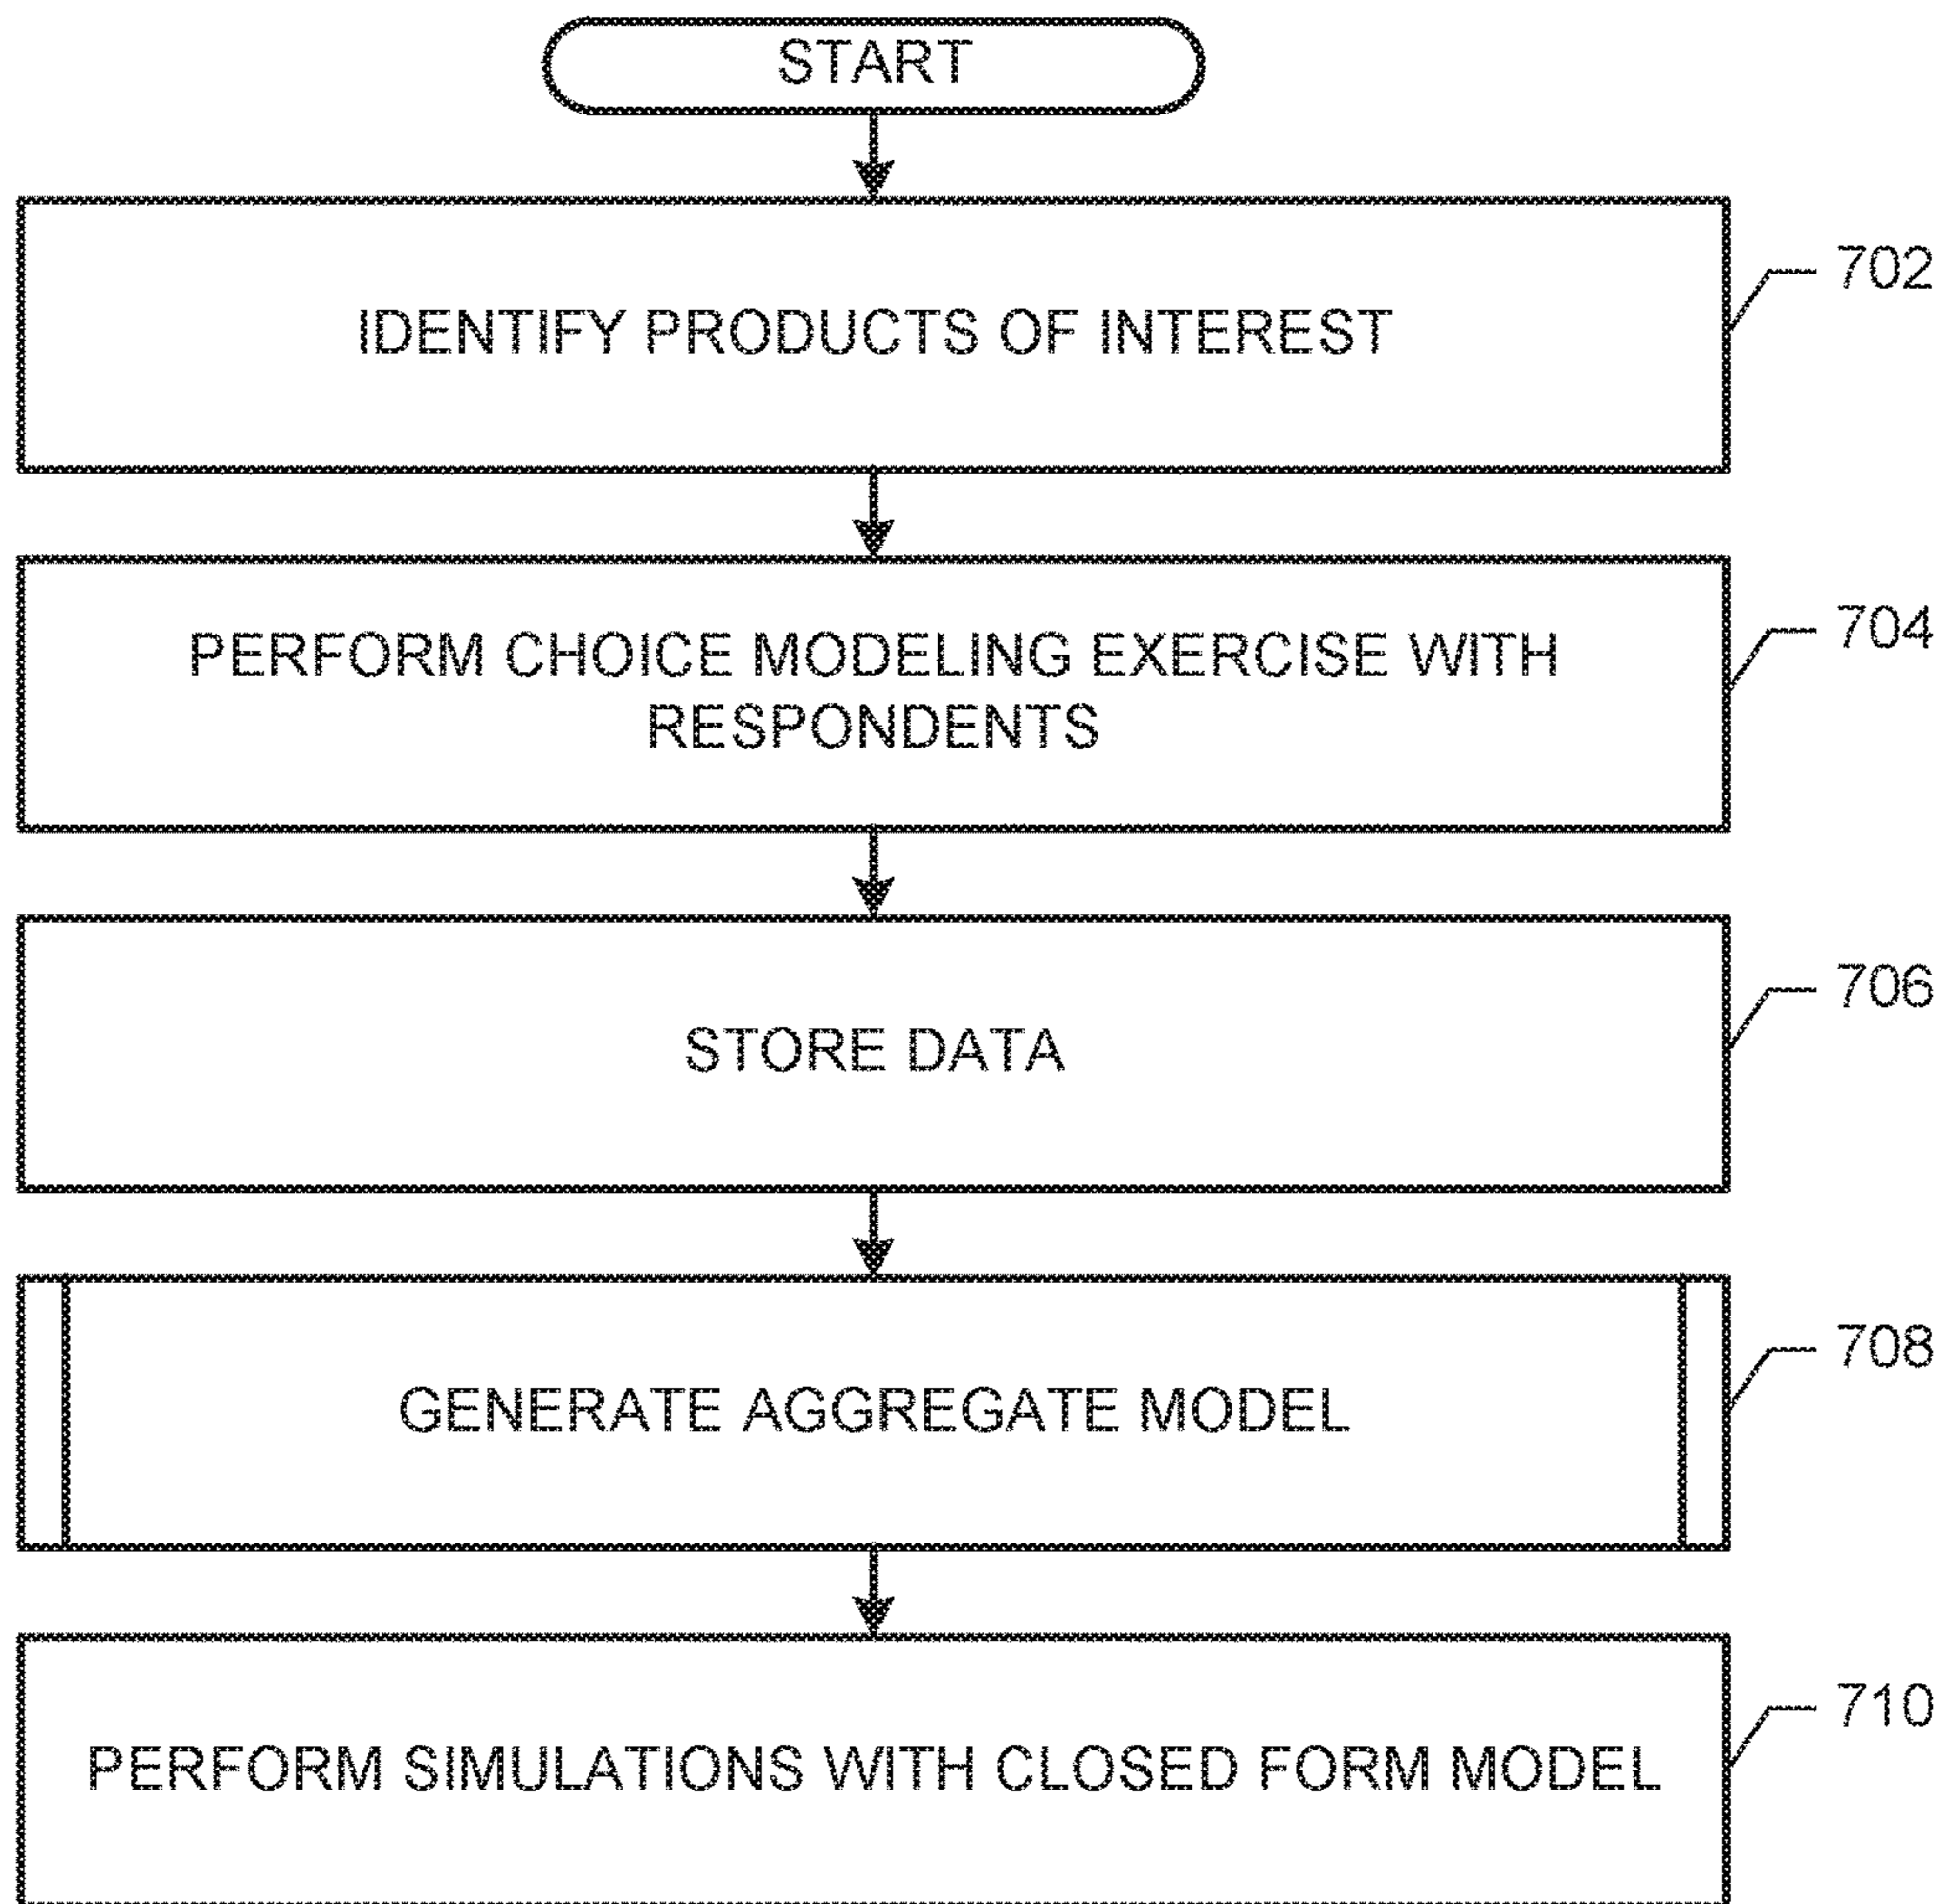 START
IDENTIFY PRODUCTS OF INTEREST
702
PERFORM CHOICE MODELING EXERCISE WITH
RESPONDENTS
704
STORE DATA
706
GENERATE AGGREGATE MODEL
708
PERFORM SIMULATIONS WITH CLOSED FORM MODEL
710